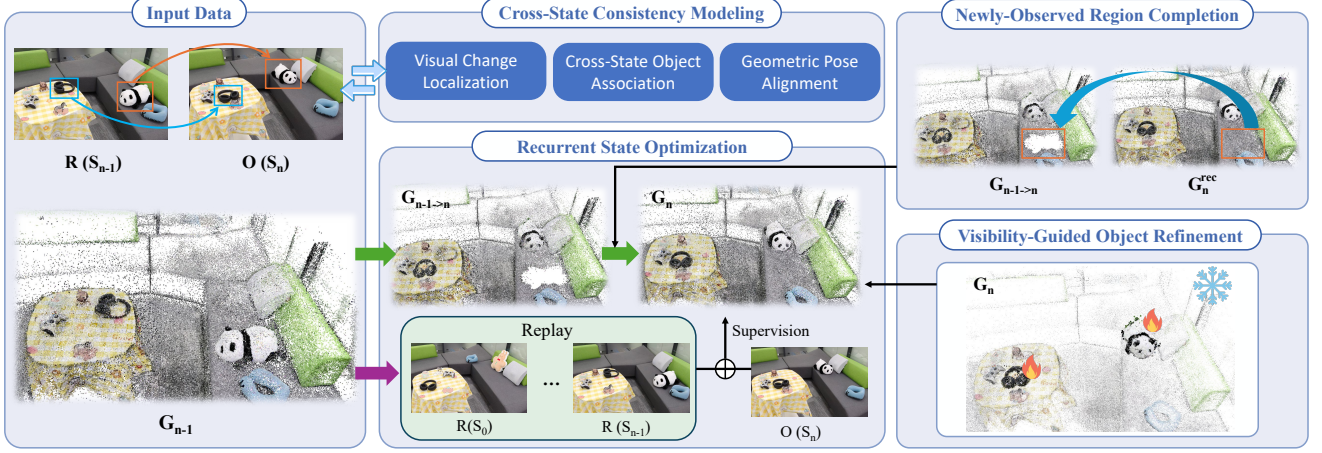 Input Data
R (Sn-1)
O (Sn)
Gn-1
Cross-State Consistency Modeling
Visual Change
Localization
Cross-State Object
Association
Geometric Pose
Alignment
Recurrent State Optimization
Gn-1->n
Gn
Replay
R(S0)
...
R (Sn-1)
Supervision
O (Sn)
Newly-Observed Region Completion
Gn-1->n
Gnrec
Visibility-Guided Object Refinement
Gn